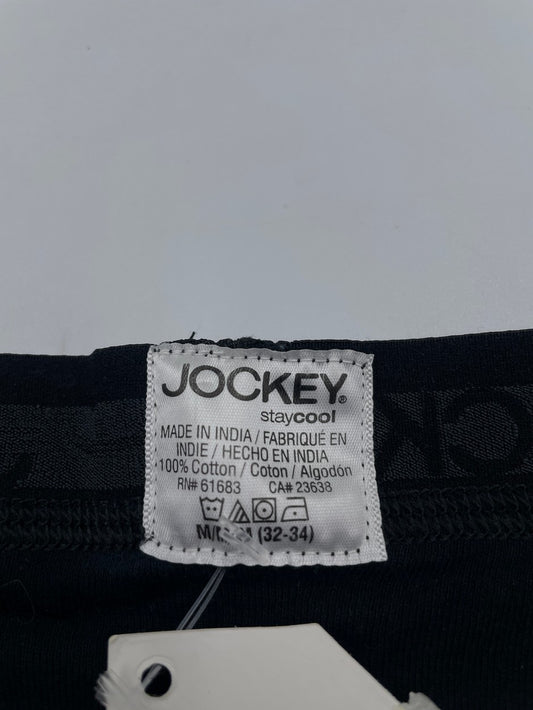 JOCKEY®
staycool
MADE IN INDIA / FABRIQUÉ EN
INDIE / HECHO EN INDIA
100% Cotton / Coton / Algodón
RN# 61683 CA# 23638
(32-34)
OCKEY